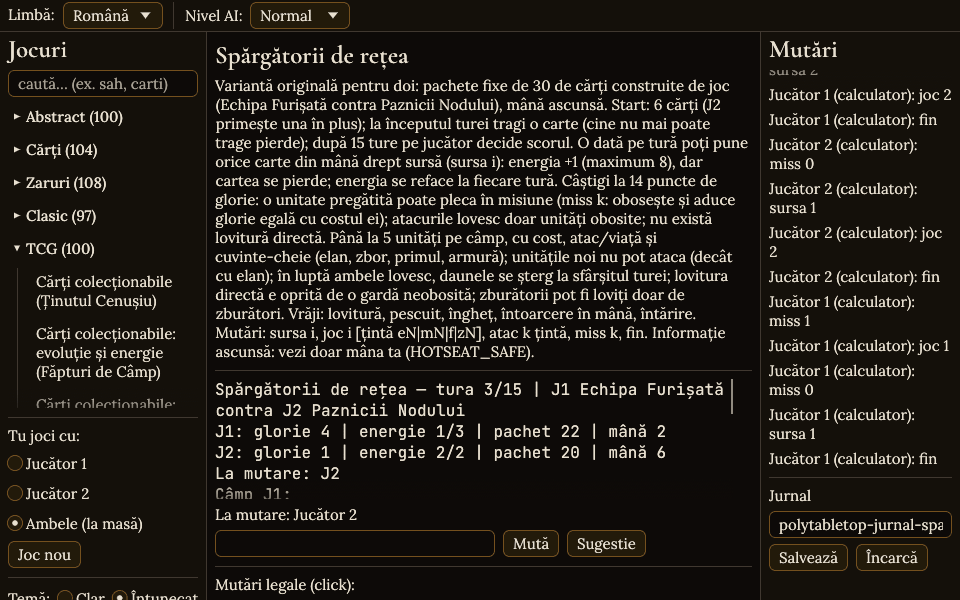 Limbă: Română Nivel AI: Normal
Jocuri
caută... (ex. sah, carti)
Abstract (100)
Cărți (104)
Zaruri (108)
Clasic (97)
TCG (100)
Cărți colecționabile
(Ținutul Cenușiu)
Cărți colecționabile:
evoluție și energie
(Făpturi de Câmp)
Cărți colecționabile:
Tu joci cu:
Jucător 1
Jucător 2
Ambele (la masă)
Joc nou
Temă: Clar Întunecat
Spărgătorii de rețea
Variantă originală pentru doi: pachete fixe de 30 de cărți construite de joc
(Echipa Furișată contra Paznicii Nodului), mână ascunsă. Start: 6 cărți (J2
primește una în plus); la începutul turei tragi o carte (cine nu mai poate
trage pierde); după 15 ture pe jucător decide scorul. O dată pe tură poți pune
orice carte din mână drept sursă (sursa i): energia +1 (maximum 8), dar
cartea se pierde; energia se reface la fiecare tură. Câștigi la 14 puncte de
glorie: o unitate pregătită poate pleca în misiune (miss k: obosește și aduce
glorie egală cu costul ei); atacurile lovesc doar unități obosite; nu există
lovitură directă. Până la 5 unități pe câmp, cu cost, atac/viață și
cuvinte-cheie (elan, zbor, primul, armură); unitățile noi nu pot ataca (decât
cu elan); în luptă ambele lovesc, daunele se șterg la sfârșitul turei; lovitura
directă e oprită de o gardă neobosită; zburătorii pot fi loviți doar de
zburători. Vrăji: lovitură, pescuit, îngheț, întoarcere în mână, întărire.
Mutări: sursa i, joc i [țintă eN|mN|f|zN], atac k țintă, miss k, fin. Informație
ascunsă: vezi doar mâna ta (HOTSEAT_SAFE).
Spărgătorii de rețea — tura 3/15 | J1 Echipa Furișată
contra J2 Paznicii Nodului
J1: glorie 4 | energie 1/3 | pachet 22 | mână 2
J2: glorie 1 | energie 2/2 | pachet 20 | mână 6
La mutare: J2
Câmp J1:
La mutare: Jucător 2
Mută Sugestie
Mutări legale (click):
Mutări
sursa 2
Jucător 1 (calculator): joc 2
Jucător 1 (calculator): fin
Jucător 2 (calculator):
miss 0
Jucător 2 (calculator):
sursa 1
Jucător 2 (calculator): joc
2
Jucător 2 (calculator): fin
Jucător 1 (calculator):
miss 1
Jucător 1 (calculator): joc 1
Jucător 1 (calculator):
miss 0
Jucător 1 (calculator):
sursa 1
Jucător 1 (calculator): fin
Jurnal
polytabletop-jurnal-spa
Salvează Încarcă